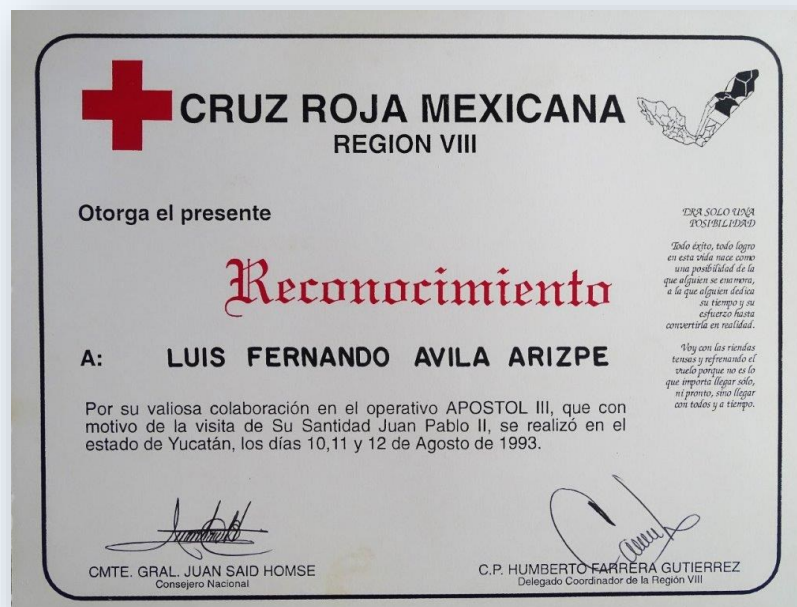 CRUZ ROJA MEXICANA
REGION VIII
Otorga el presente
Reconocimiento
A: LUIS FERNANDO AVILA ARIZPE
Por su valiosa colaboración en el operativo APOSTOL III, que con
motivo de la visita de Su Santidad Juan Pablo II, se realizó en el
estado de Yucatán, los días 10,11 y 12 de Agosto de 1993.
ERA SOLO UNA
POSIBILIDAD
Todo éxito, todo logro
en esta vida nace como
una posibilidad de la
que alguien se enamora,
a la que alguien dedica
su tiempo y su
esfuerzo hasta
convertirla en realidad.
Voy con las riendas
tensas y refrenando el
vuelo porque no es lo
que importa llegar sólo,
ni pronto, sino llegar
con todos y a tiempo.
CMTE. GRAL. JUAN SAID HOMSE
Consejero Nacional
C.P. HUMBERTO FARRERA GUTIERREZ
Delegado Coordinador de la Región VIII